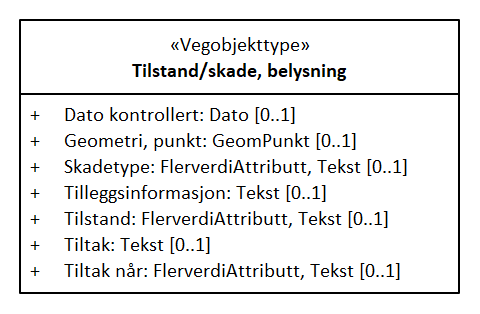 «Vegobjekttype»
Tilstand/skade, belysning
+ Dato kontrollert: Dato [0..1]
+ Geometri, punkt: GeomPunkt [0..1]
+ Skadetype: FlerverdiAttributt, Tekst [0..1]
+ Tilleggsinformasjon: Tekst [0..1]
+ Tilstand: FlerverdiAttributt, Tekst [0..1]
+ Tiltak: Tekst [0..1]
+ Tiltak når: FlerverdiAttributt, Tekst [0..1]